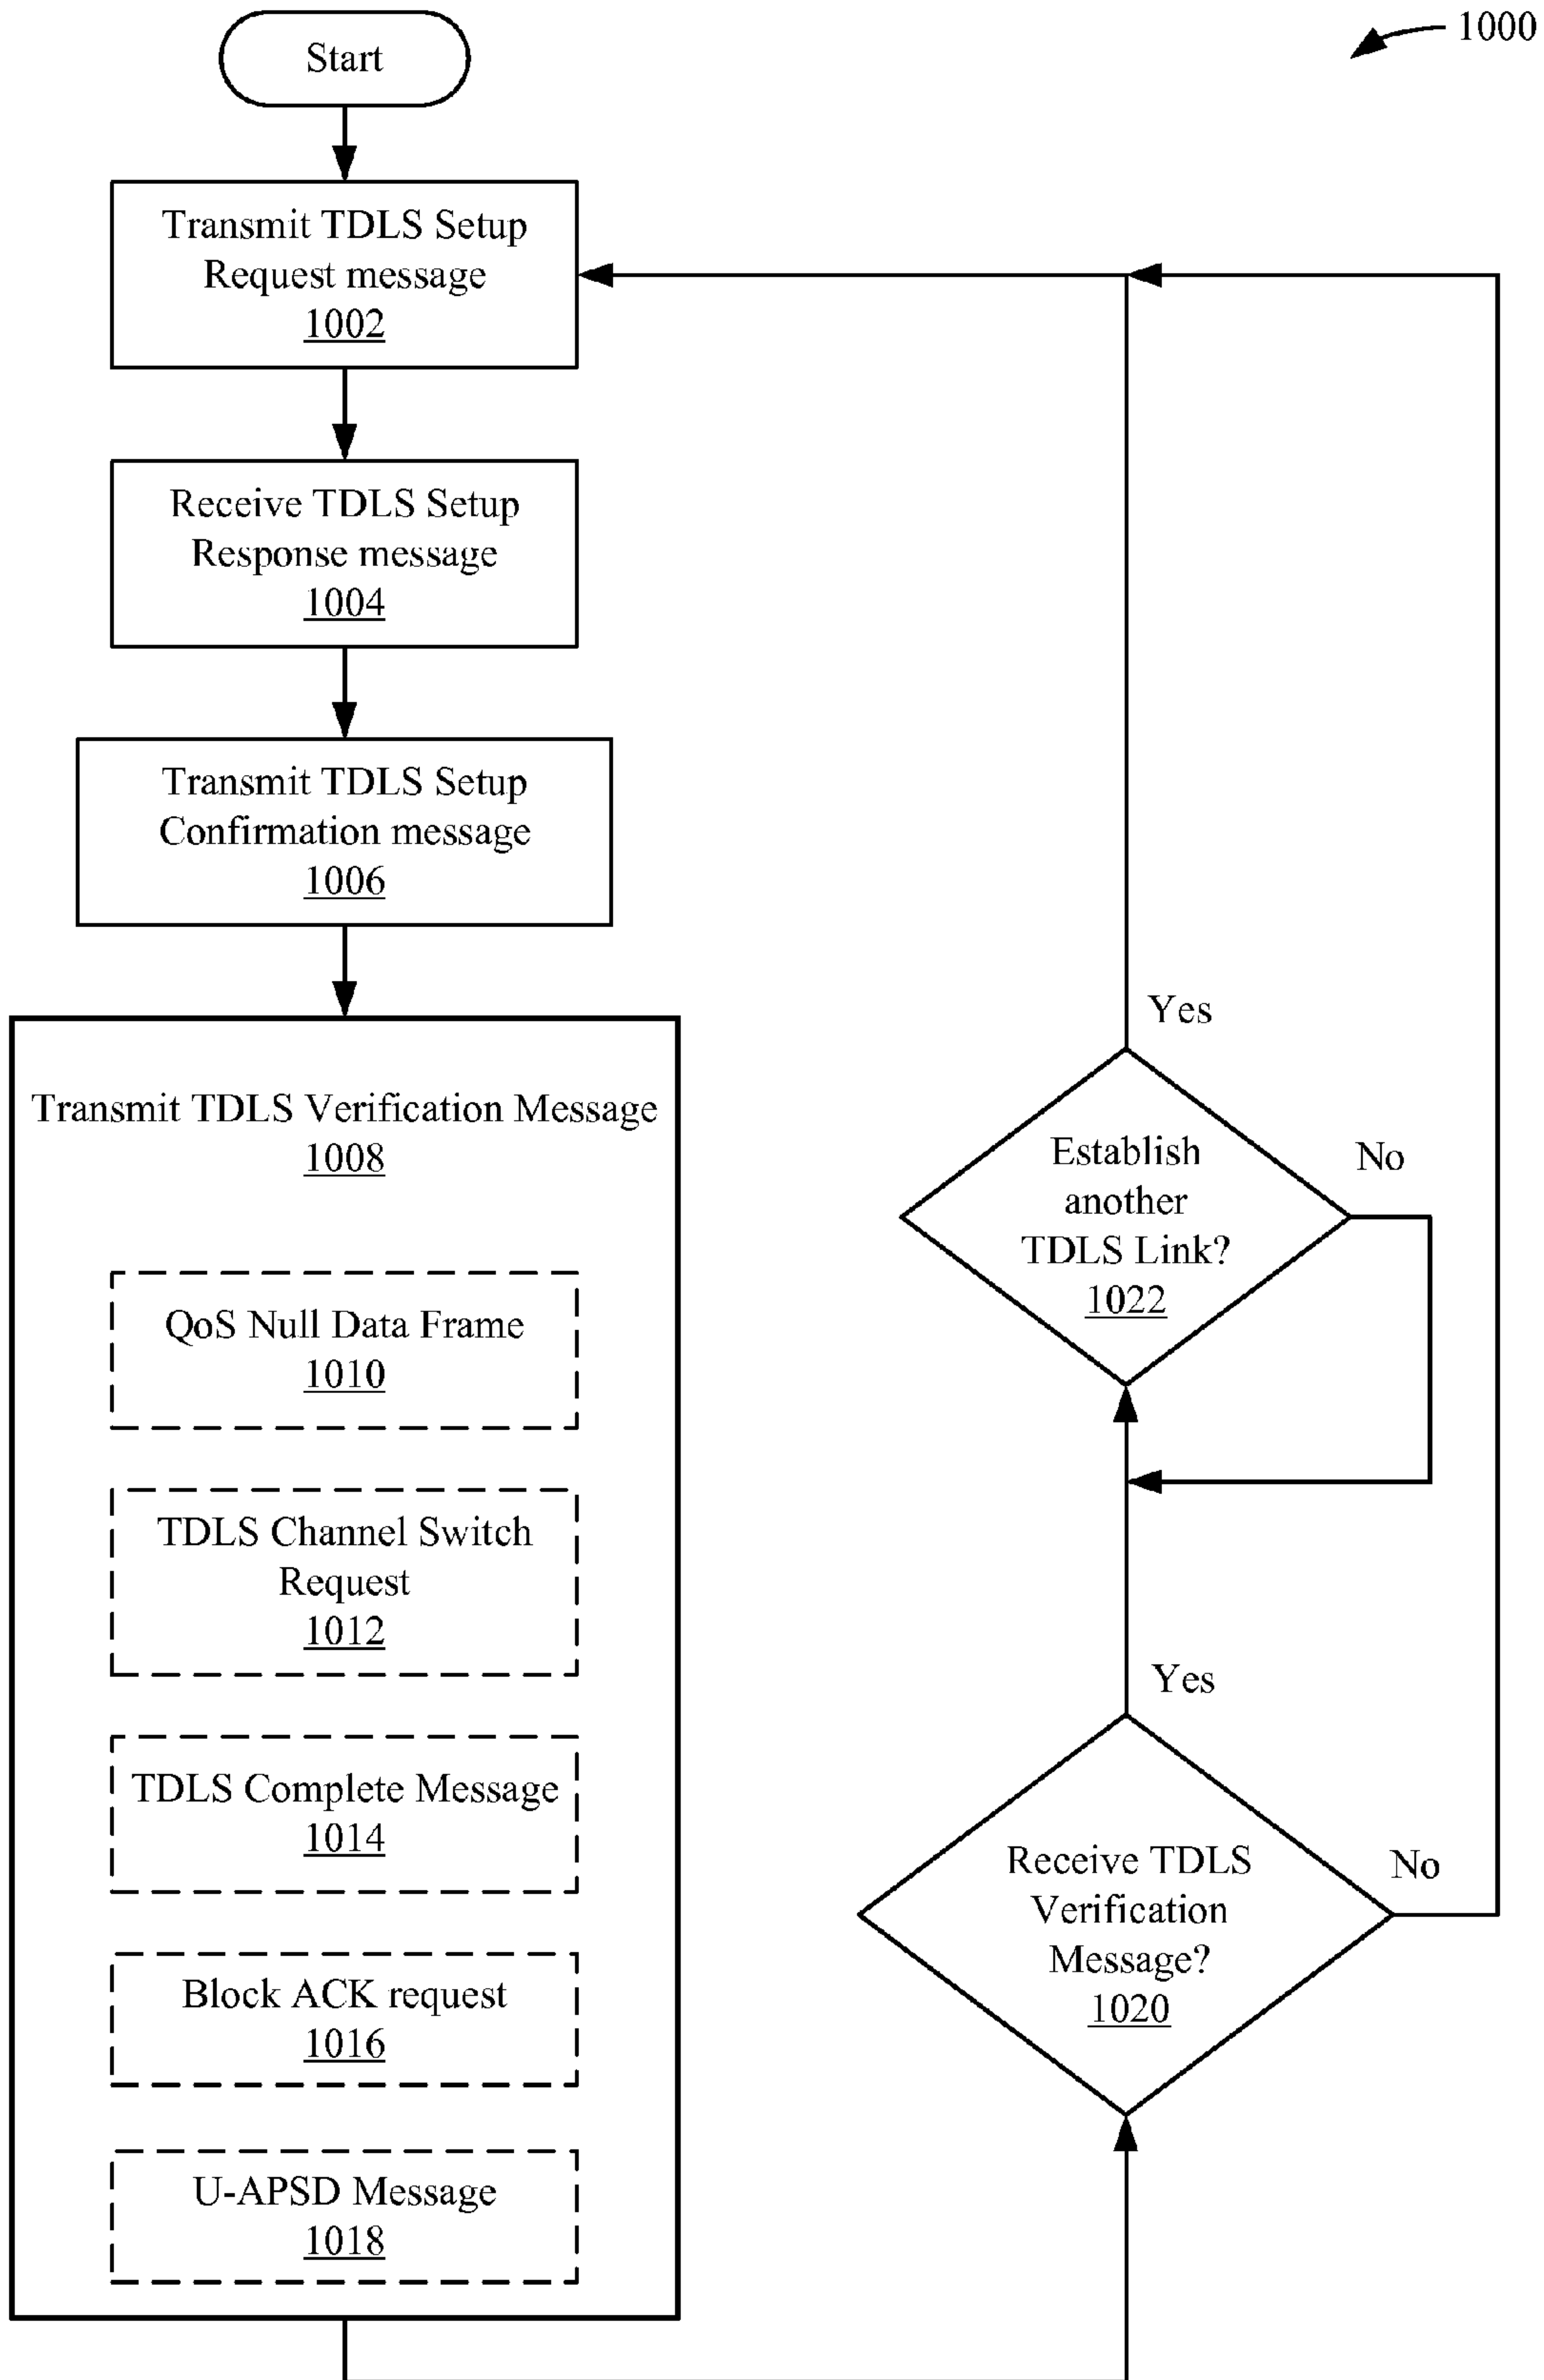 1000
Start
Transmit TDLS Setup
Request message
1002
Receive TDLS Setup
Response message
1004
Transmit TDLS Setup
Confirmation message
1006
Transmit TDLS Verification Message
1008
QoS Null Data Frame
1010
TDLS Channel Switch
Request
1012
TDLS Complete Message
1014
Block ACK request
1016
U-APSD Message
1018
Yes
Establish
another
TDLS Link?
1022
No
Yes
Receive TDLS
Verification
Message?
1020
No